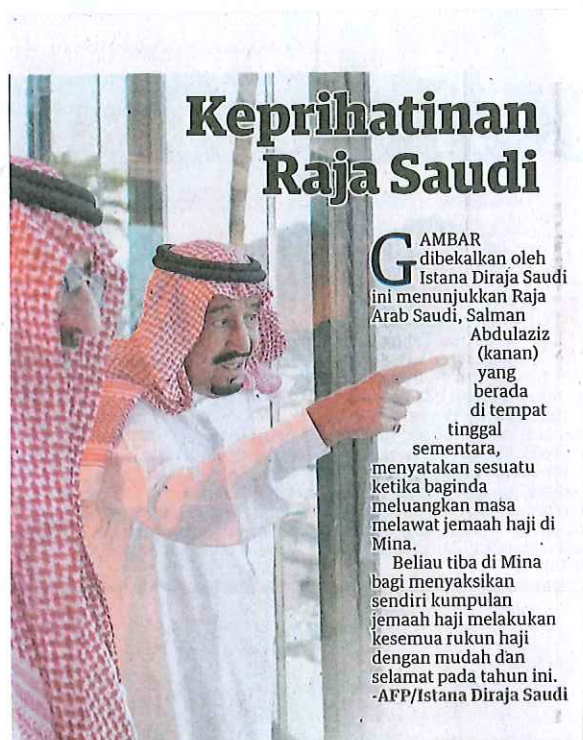 Keprihatinan
Raja Saudi
GAMBAR
dibekalkan oleh
Istana Diraja Saudi
ini menunjukkan Raja
Arab Saudi, Salman
Abdulaziz
(kanan)
yang
berada
di tempat
tinggal
sementara,
menyatakan sesuatu
ketika baginda
meluangkan masa
melawat jemaah haji di
Mina.
Beliau tiba di Mina
bagi menyaksikan
sendiri kumpulan
jemaah haji melakukan
kesemua rukun haji
dengan mudah dan
selamat pada tahun ini.
-AFP/Istana Diraja Saudi